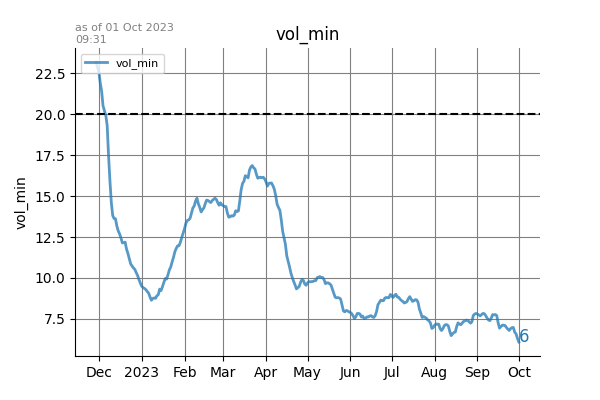 as of 01 Oct 2023
09:31
vol_min
vol_min
22.5
20.0
17.5
15.0
12.5
10.0
7.5
vol_min
6
Dec 2023 Feb Mar Apr May Jun Jul Aug Sep Oct